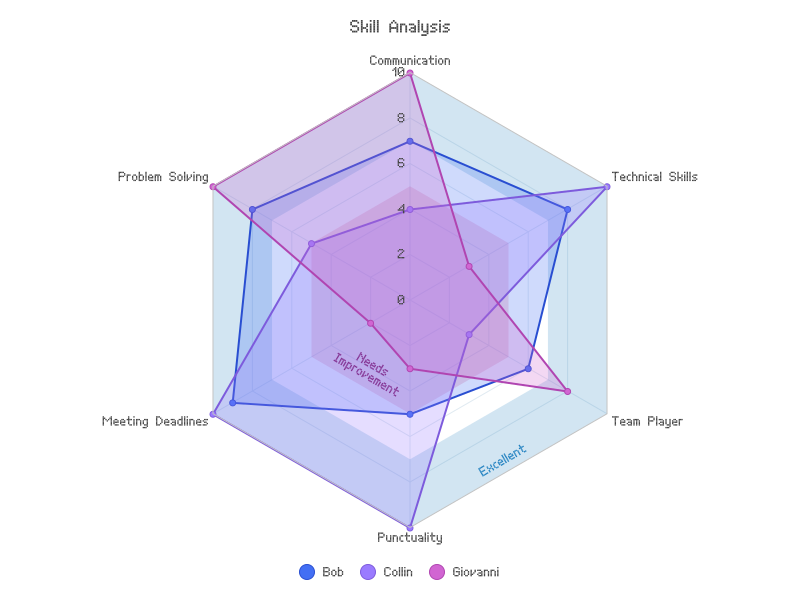 Skill Analysis
Communication
10
8
6
4
2
0
Problem Solving
Technical Skills
Needs
Improvement
Meeting Deadlines
Team Player
Excellent
Punctuality
Bob
Collin
Giovanni